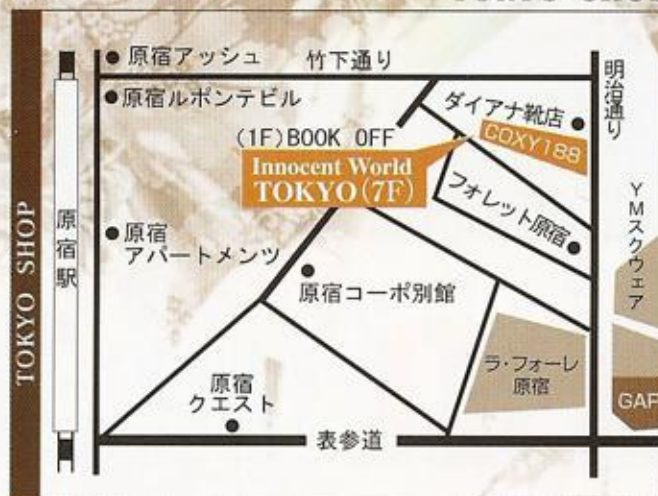 TOKYO SHOP
原宿駅
原宿アッシュ
竹下通り
原宿ルポンテビル
(1F)BOOK OFF
Innocent World
TOKYO(7F)
ダイアナ靴店
COXY188
明治通り
フォレット原宿
YMスクウェア
原宿
アパートメンツ
原宿コーポ別館
ラ・フォーレ
原宿
GAP
原宿
クエスト
表参道